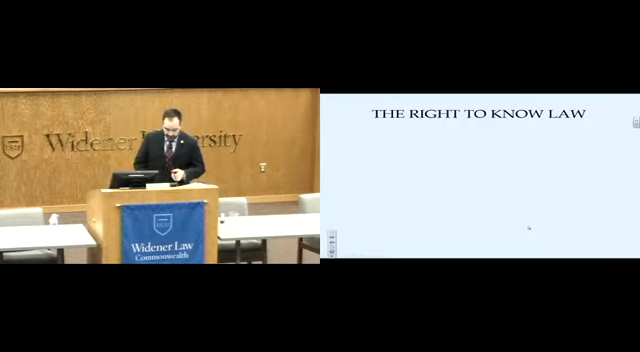 Widener University
Widener Law
Commonwealth
THE RIGHT TO KNOW LAW